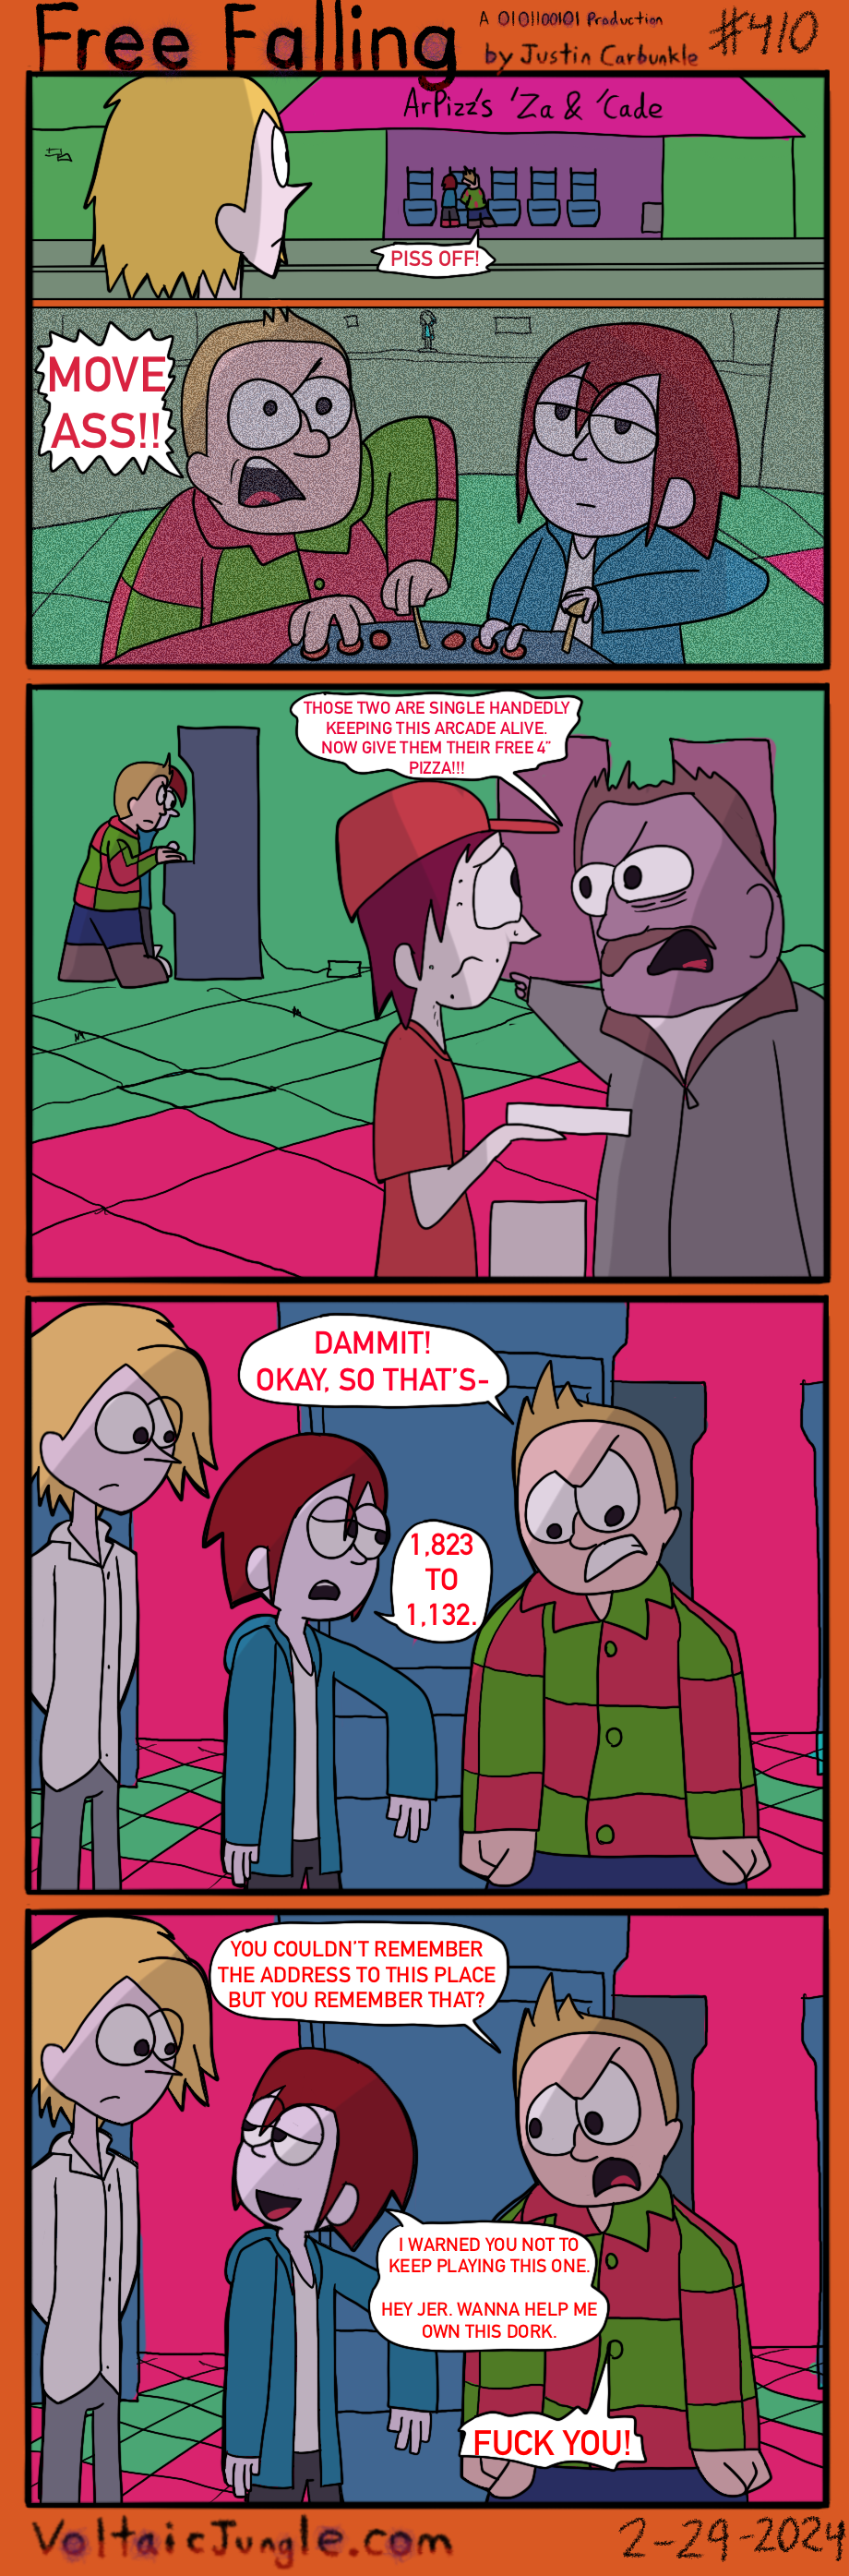 Free Falling
A 0101100101 Production
by Justin Carbunkle
#410
ArPizz's 'Za & 'Cade
PISS OFF!
MOVE
ASS!!
THOSE TWO ARE SINGLE HANDEDLY
KEEPING THIS ARCADE ALIVE.
NOW GIVE THEM THEIR FREE 4"
PIZZA!!!
DAMMIT!
OKAY, SO THAT'S-
1,823
TO
1,132.
YOU COULDN'T REMEMBER
THE ADDRESS TO THIS PLACE
BUT YOU REMEMBER THAT?
I WARNED YOU NOT TO
KEEP PLAYING THIS ONE.
HEY JER. WANNA HELP ME
OWN THIS DORK.
FUCK YOU!
VoltaicJungle.com
2-29-2024